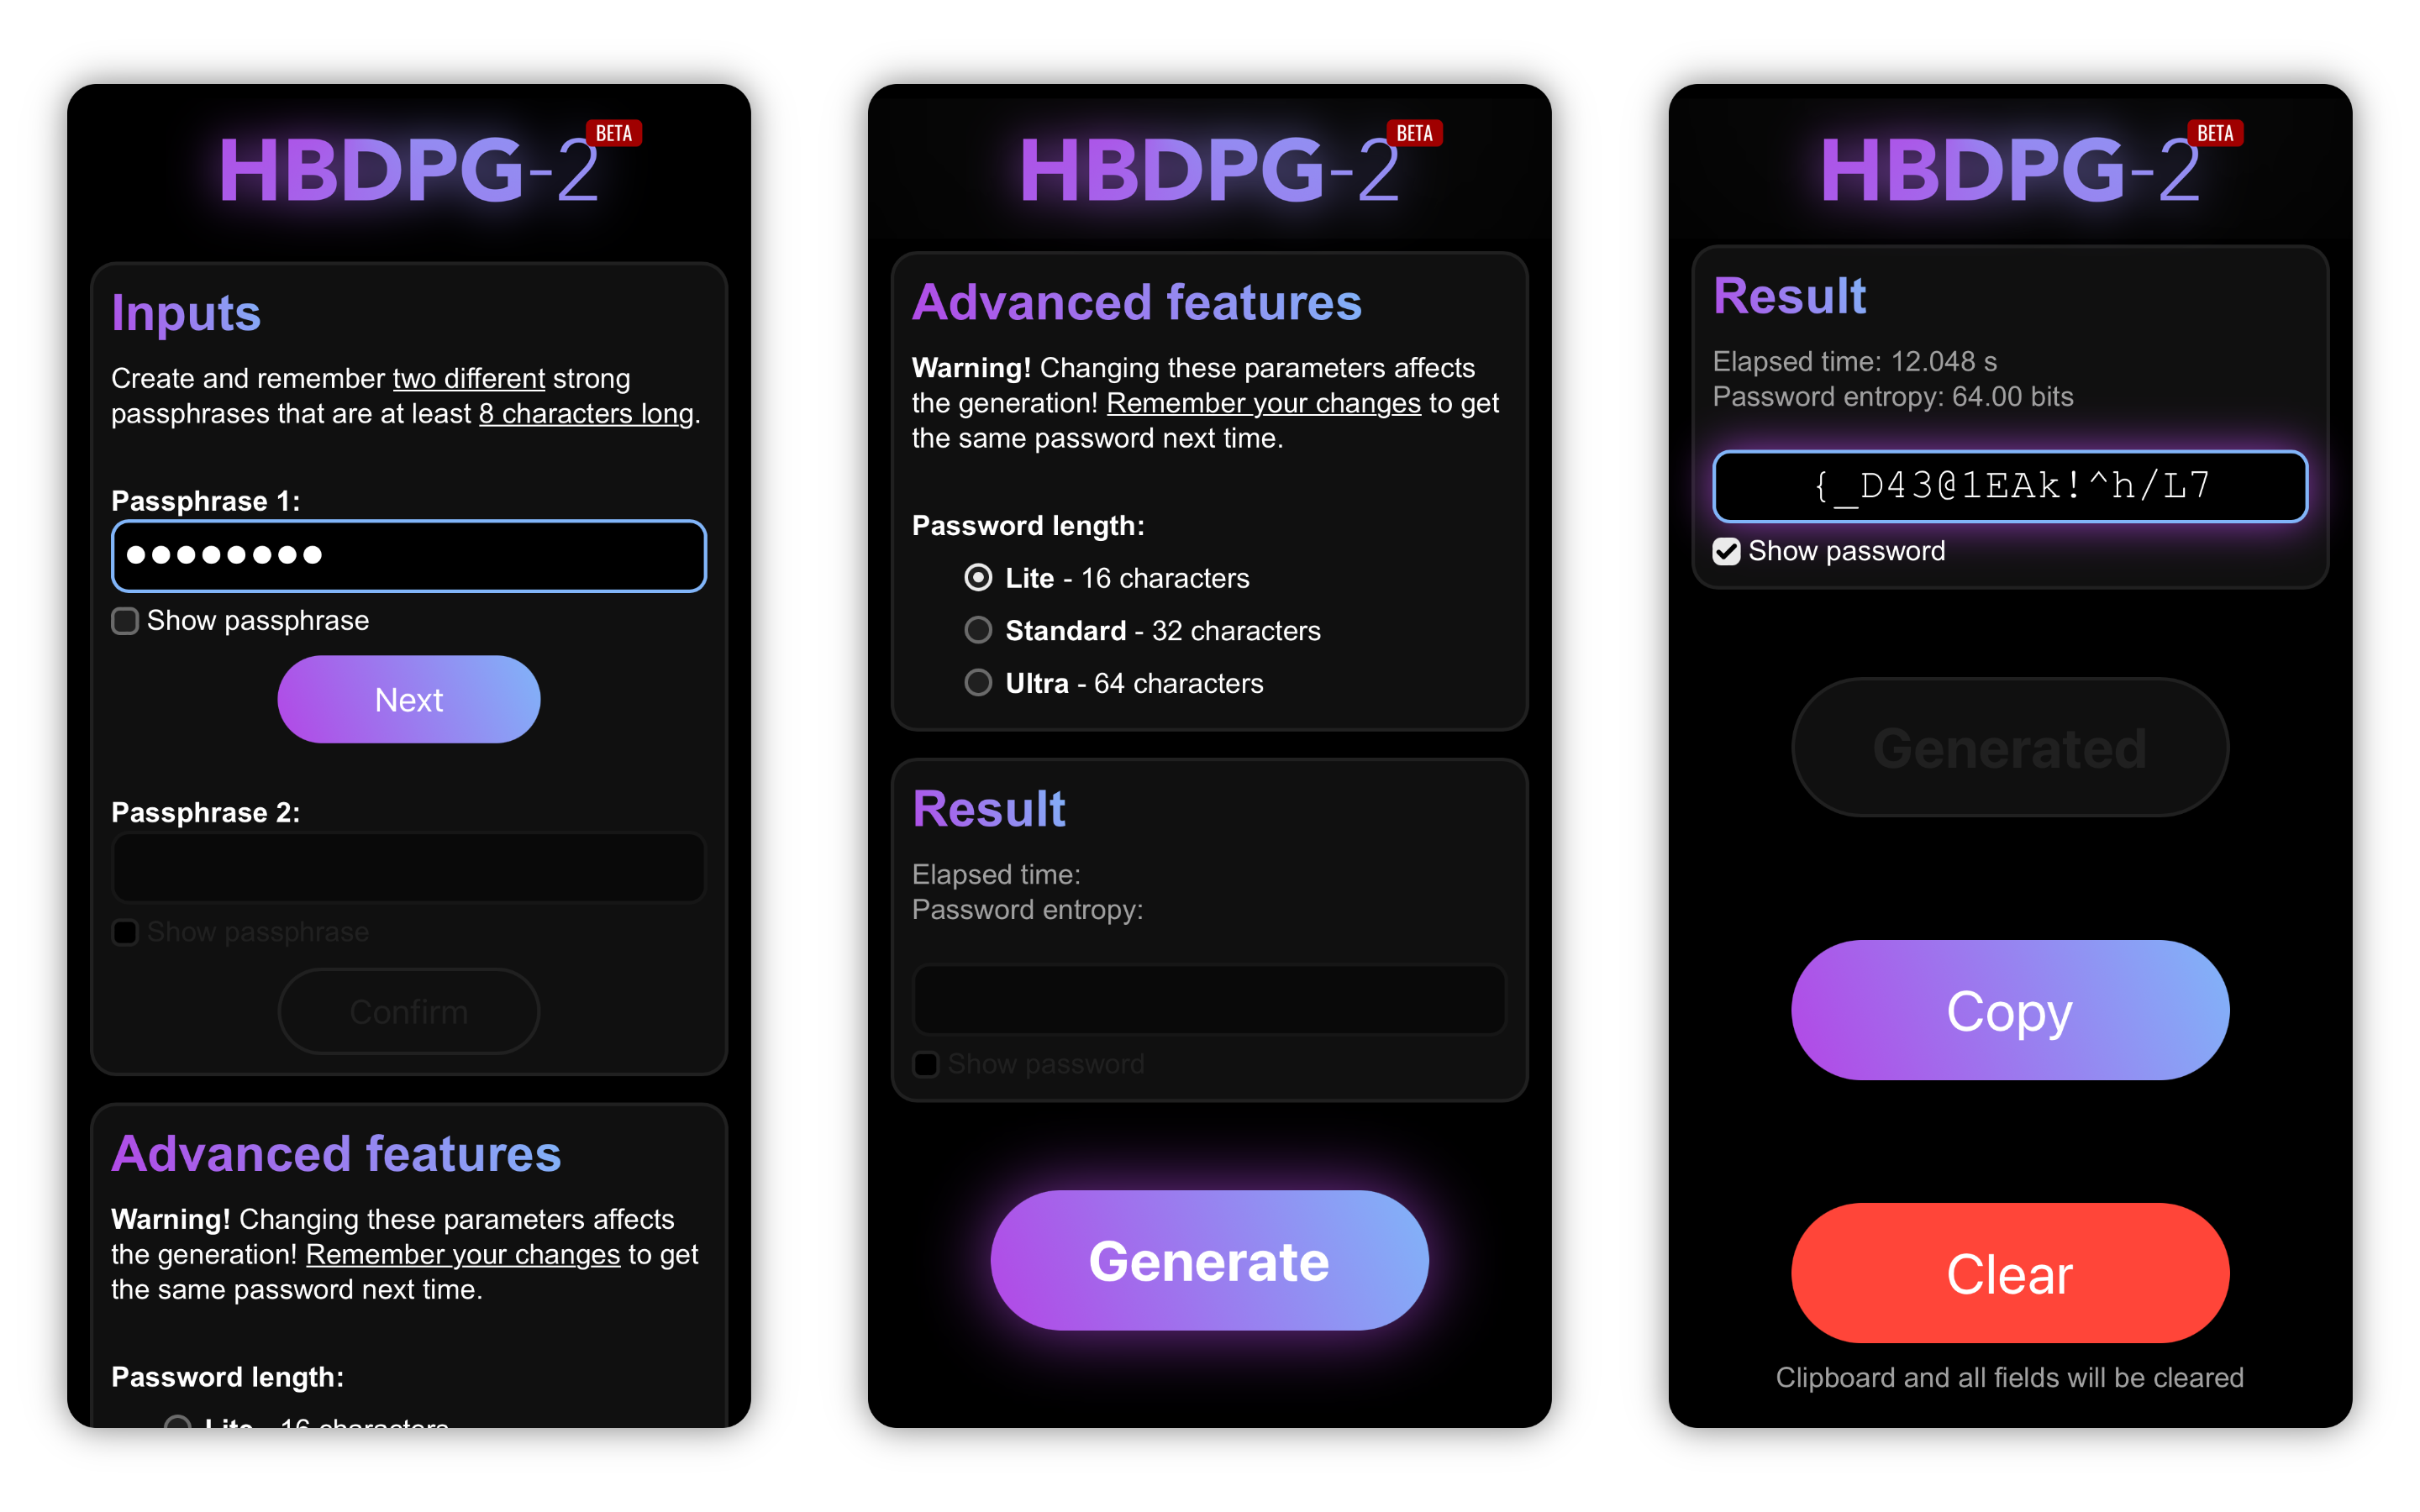 HBDPG-2
BETA
Inputs
Create and remember two different strong
passphrases that are at least 8 characters long.
Passphrase 1:
Show passphrase
Next
Passphrase 2:
Show passphrase
Confirm
Advanced features
Warning! Changing these parameters affects
the generation! Remember your changes to get
the same password next time.
Password length:
Lite - 16 characters
HBDPG-2
BETA
Advanced features
Warning! Changing these parameters affects
the generation! Remember your changes to get
the same password next time.
Password length:
Lite - 16 characters
Standard - 32 characters
Ultra - 64 characters
Result
Elapsed time:
Password entropy:
Show password
Generate
HBDPG-2
BETA
Result
Elapsed time: 12.048 s
Password entropy: 64.00 bits
{_D43@1EAk!^h/L7
Show password
Generated
Copy
Clear
Clipboard and all fields will be cleared